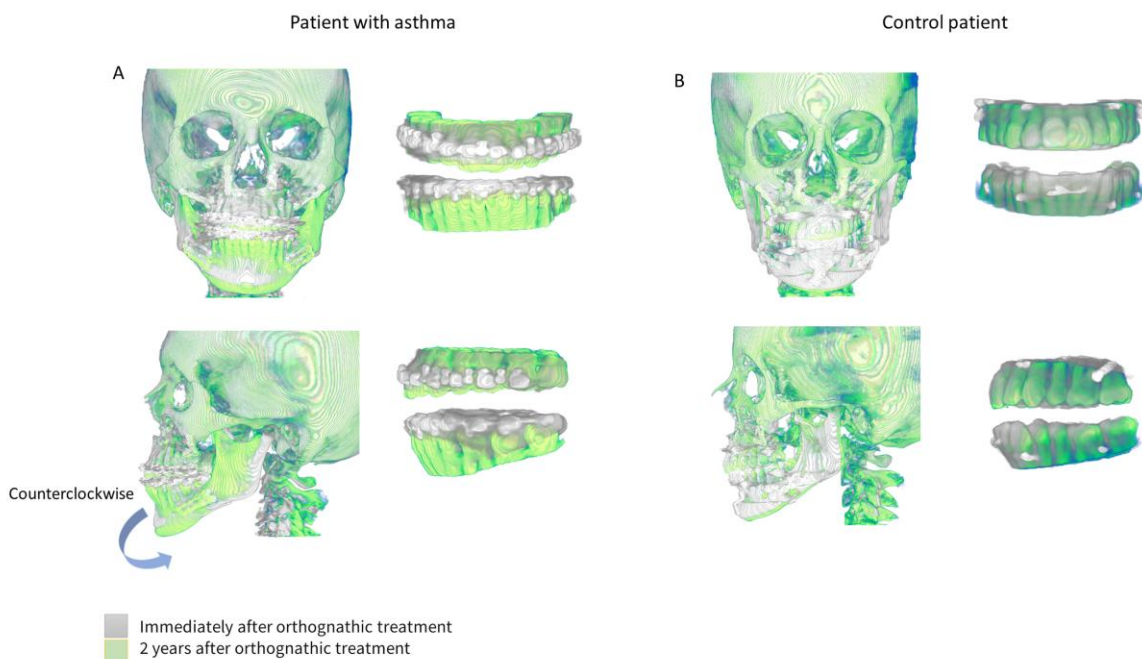 Patient with asthma
Control patient
A
B
Counterclockwise
Immediately after orthognathic treatment
2 years after orthognathic treatment